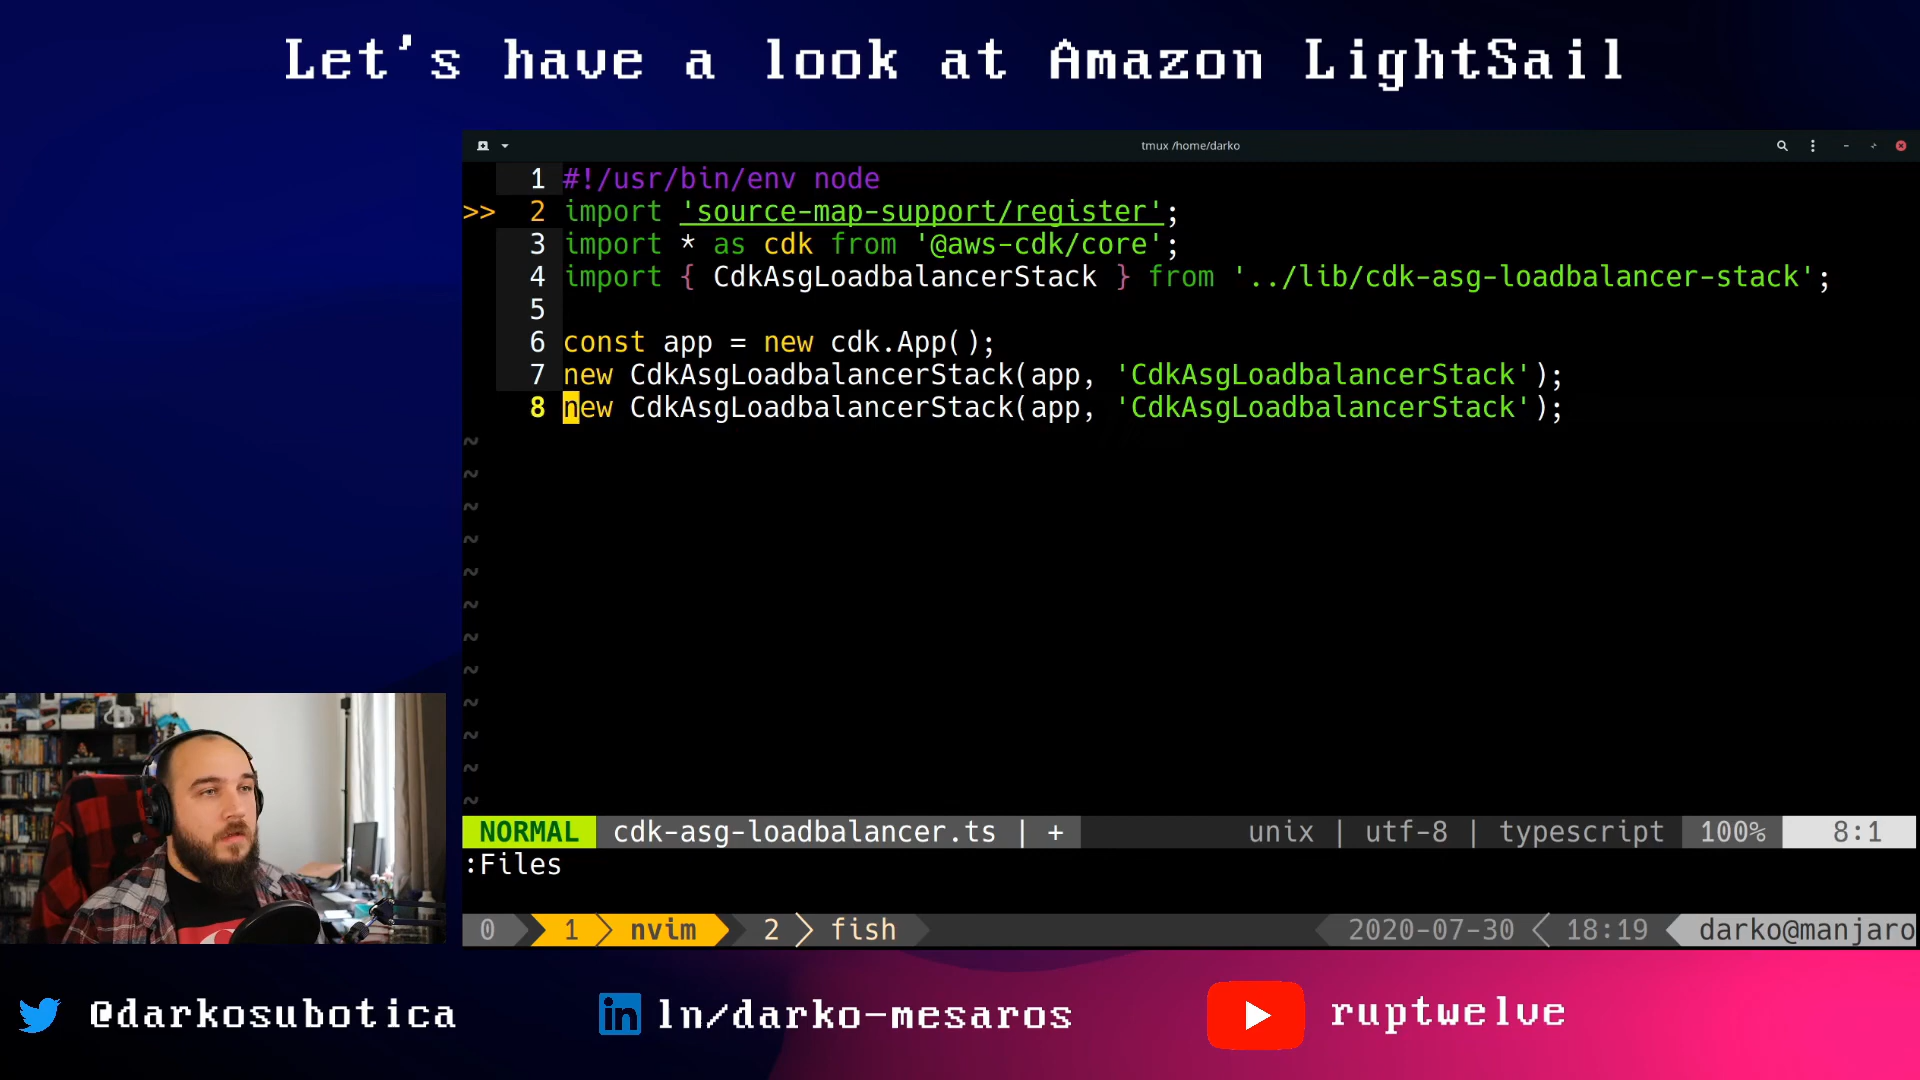 Let's have a look at Amazon LightSail
tmux /home/darko
1 #!/usr/bin/env node
>> 2 import 'source-map-support/register';
3 import * as cdk from '@aws-cdk/core';
4 import { CdkAsgLoadbalancerStack } from '../lib/cdk-asg-loadbalancer-stack';
5
6 const app = new cdk.App();
7 new CdkAsgLoadbalancerStack(app, 'CdkAsgLoadbalancerStack');
8 new CdkAsgLoadbalancerStack(app, 'CdkAsgLoadbalancerStack');
~
~
~
~
~
~
~
~
~
~
~
~
NORMAL cdk-asg-loadbalancer.ts | + unix | utf-8 | typescript 100% 8:1
:Files
0 1 nvim 2 fish 2020-07-30 18:19 darko@manjaro
@darkosubotica in ln/darko-mesaros ruptwelve